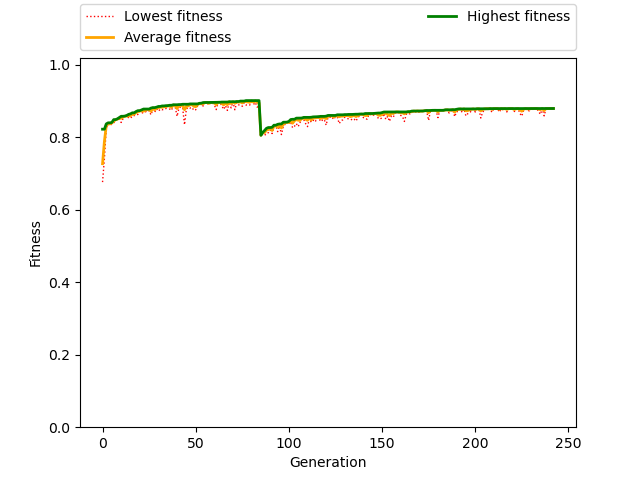 Lowest fitness
Average fitness
Highest fitness
1.0
0.8
0.6
0.4
0.2
0.0
Fitness
0 50 100 150 200 250
Generation